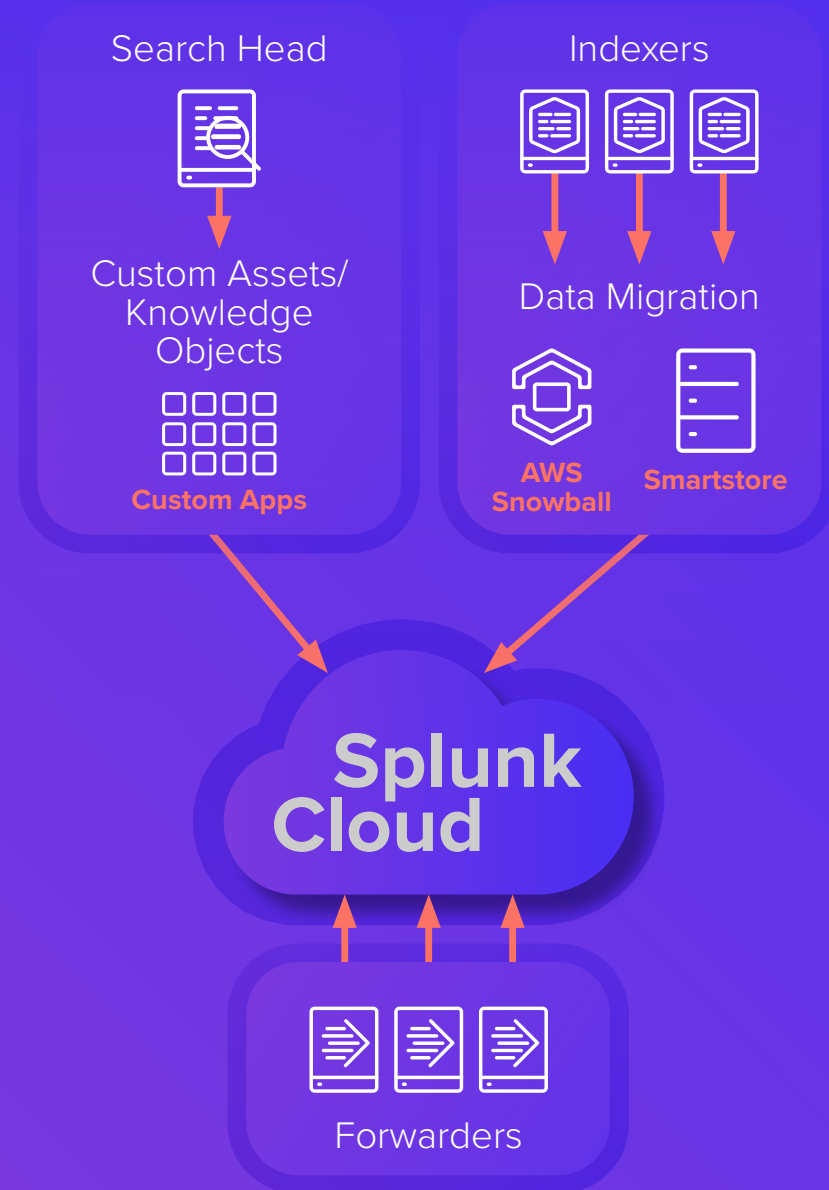 Search Head
Custom Assets/
Knowledge
Objects
Custom Apps
Indexers
Data Migration
AWS
Snowball
Smartstore
Splunk
Cloud
Forwarders